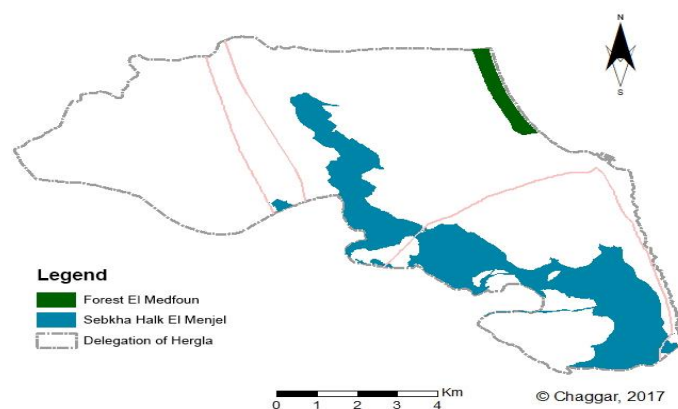 N
S
Legend
Forest El Medfoun
Sebkha Halk El Menjel
Delegation of Hergla
Km
0 1 2 3 4
© Chaggar, 2017